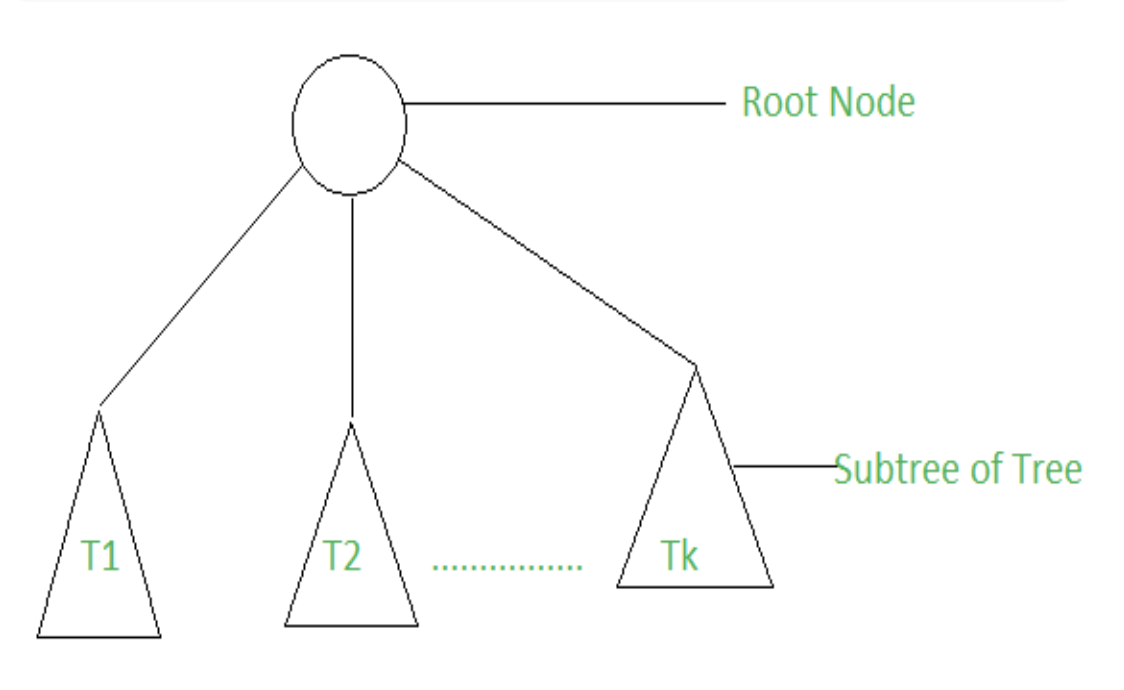 Root Node
Subtree of Tree
T1
T2
................
Tk